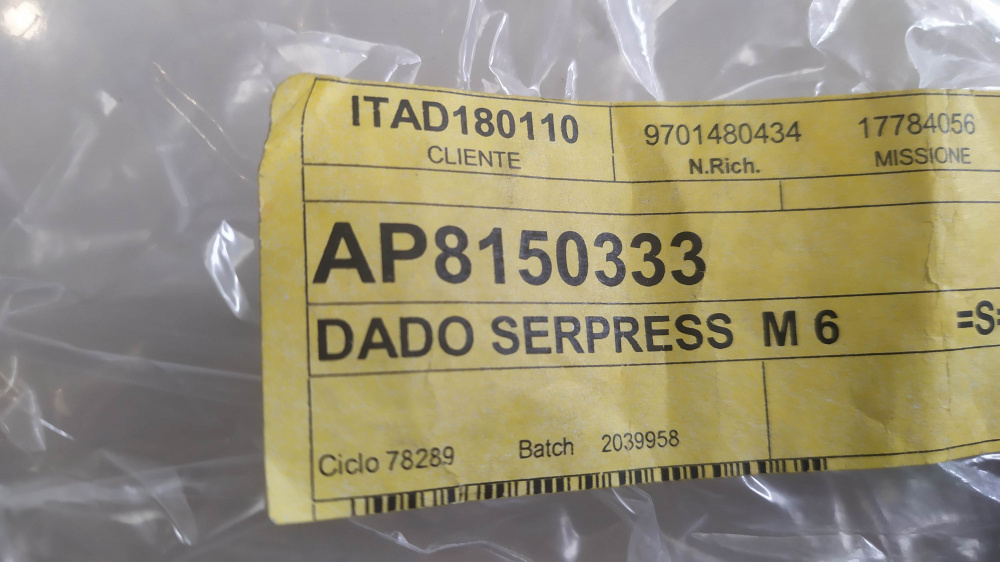 ITAD180110 9701480434 17784056
CLIENTE N.Rich. MISSIONE
AP8150333
DADO SERPRESS M 6 =S=
Ciclo 78289 Batch 2039958